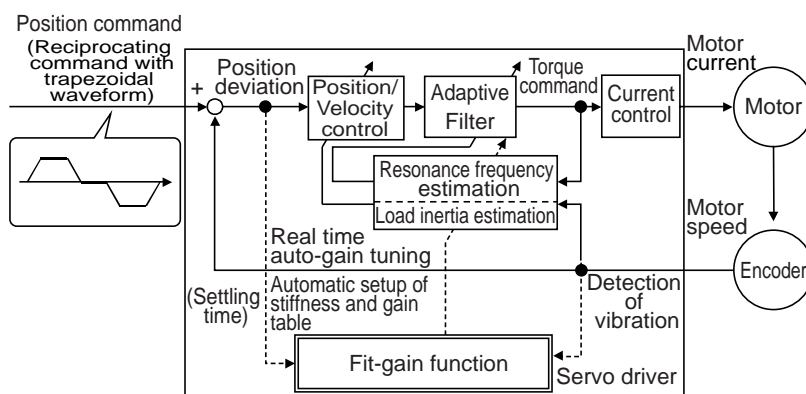 Position command
(Reciprocating
command with
trapezoidal
waveform)
+
Position
deviation
Position/
Velocity
control
Adaptive
Filter
Torque
command
Current
control
Motor
current
Motor
Resonance frequency
estimation
Load inertia estimation
Real time
auto-gain tuning
Motor
speed
Encoder
(Settling
time)
Automatic setup of
stiffness and gain
table
Detection
of
vibration
Fit-gain function
Servo driver